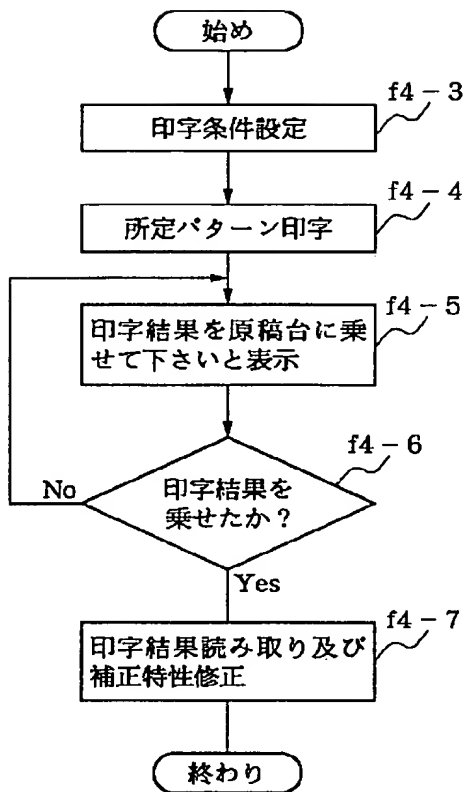 始め
f4-3
印字条件設定
f4-4
所定パターン印字
f4-5
印字結果を原稿台に乗
せて下さいと表示
f4-6
印字結果を
乗せたか？
No
Yes
f4-7
印字結果読み取り及び
補正特性修正
終わり